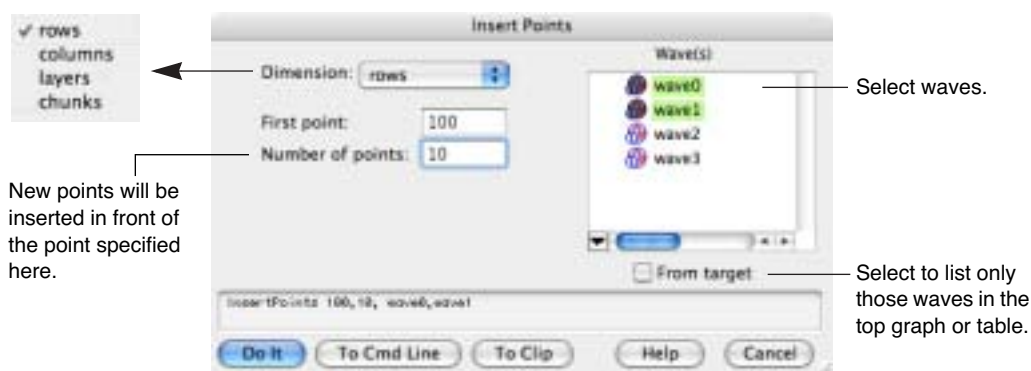 Insert Points
✓ rows
columns
layers
chunks
Dimension: rows
First point: 100
Number of points: 10
Wave(s)
wave0
wave1
wave2
wave3
From target
InsertPoints 100,10, wave0,wave1
Do It
To Cmd Line
To Clip
Help
Cancel
New points will be
inserted in front of
the point specified
here.
Select waves.
Select to list only
those waves in the
top graph or table.